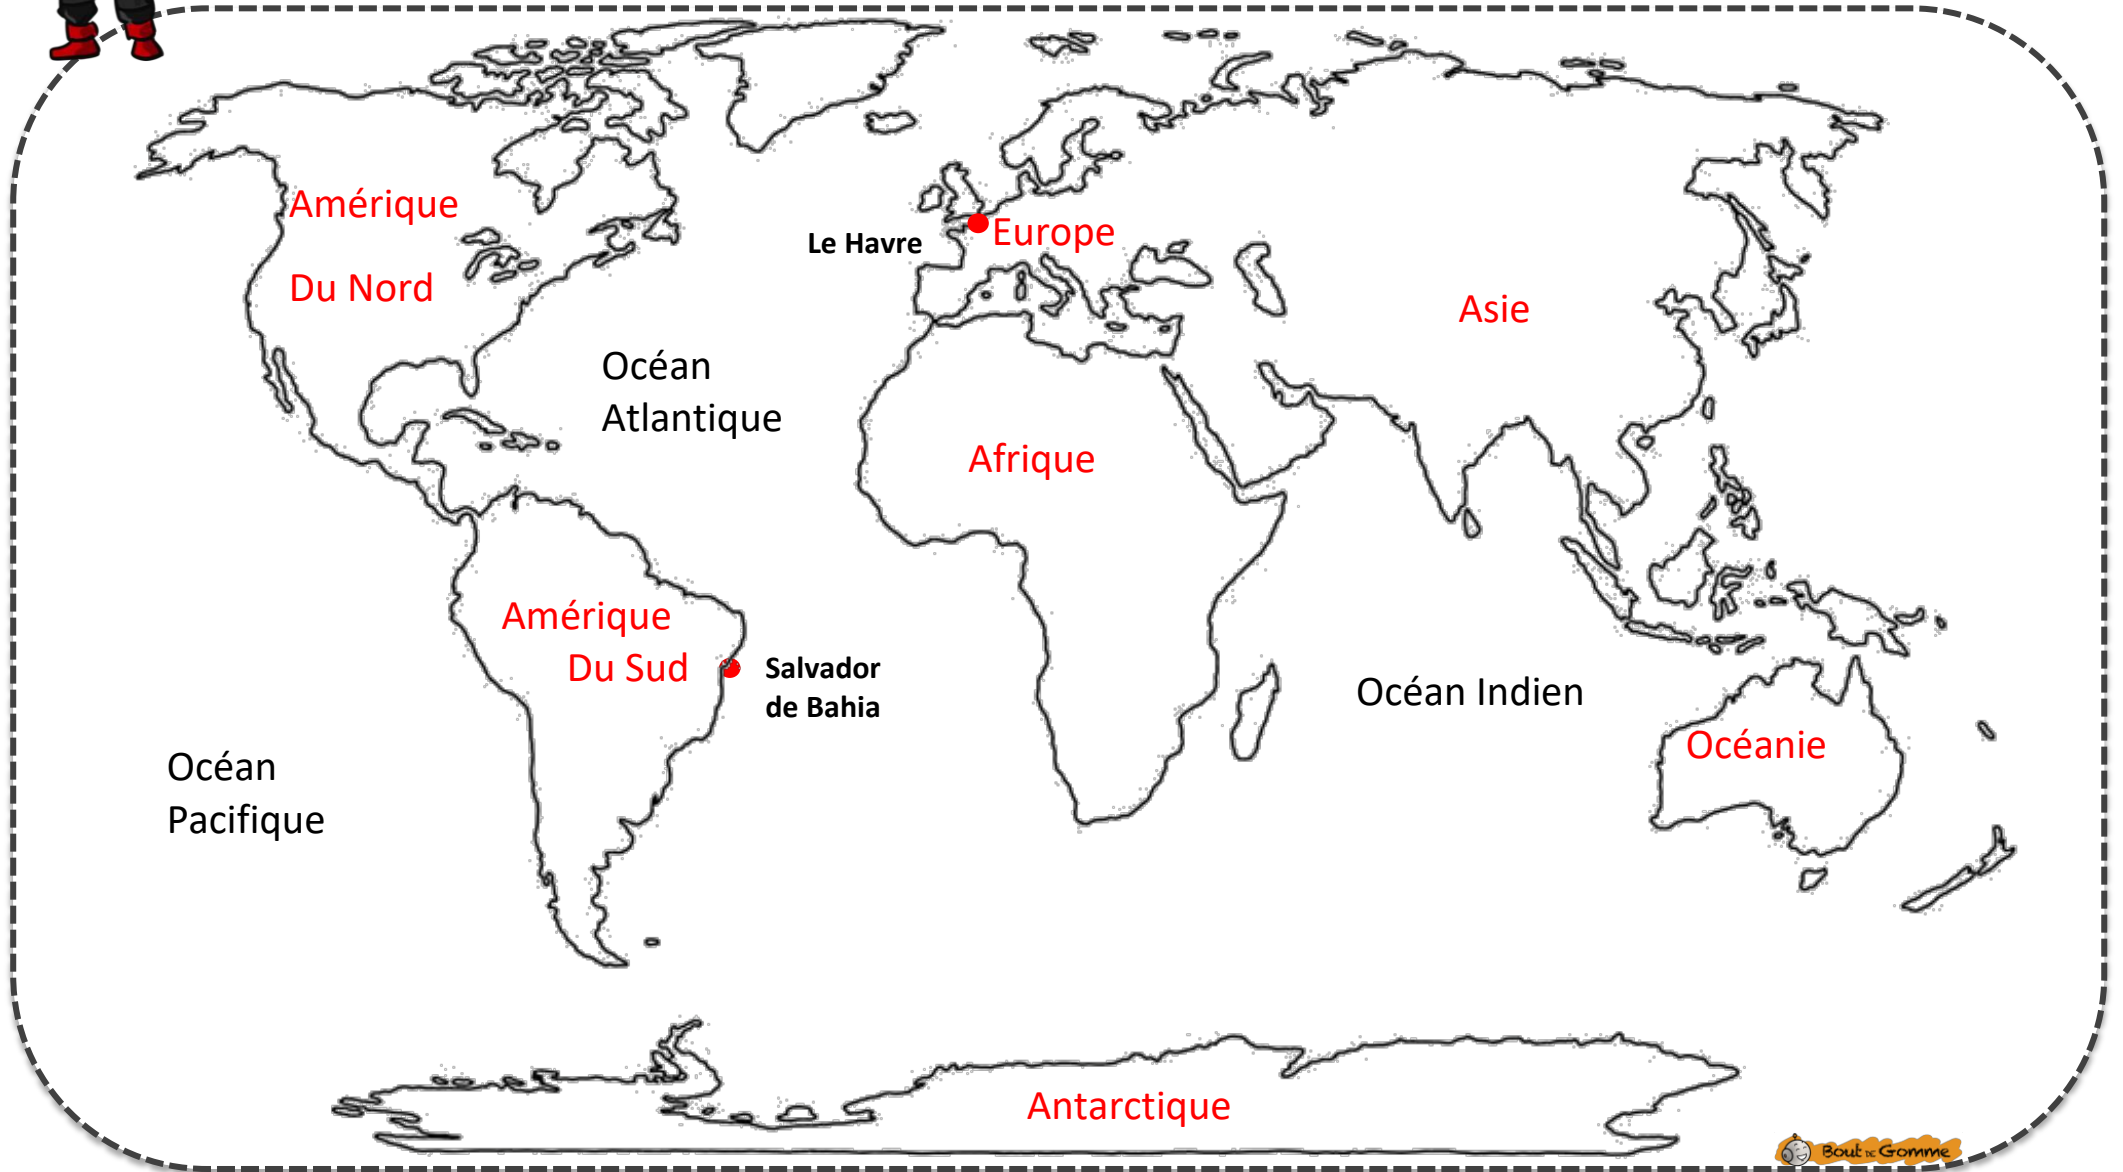 Amérique
Du Nord
Le Havre
Europe
Asie
Océan
Atlantique
Afrique
Amérique
Du Sud
Salvador
de Bahia
Océan Indien
Océanie
Océan
Pacifique
Antarctique
Bout DE Gomme